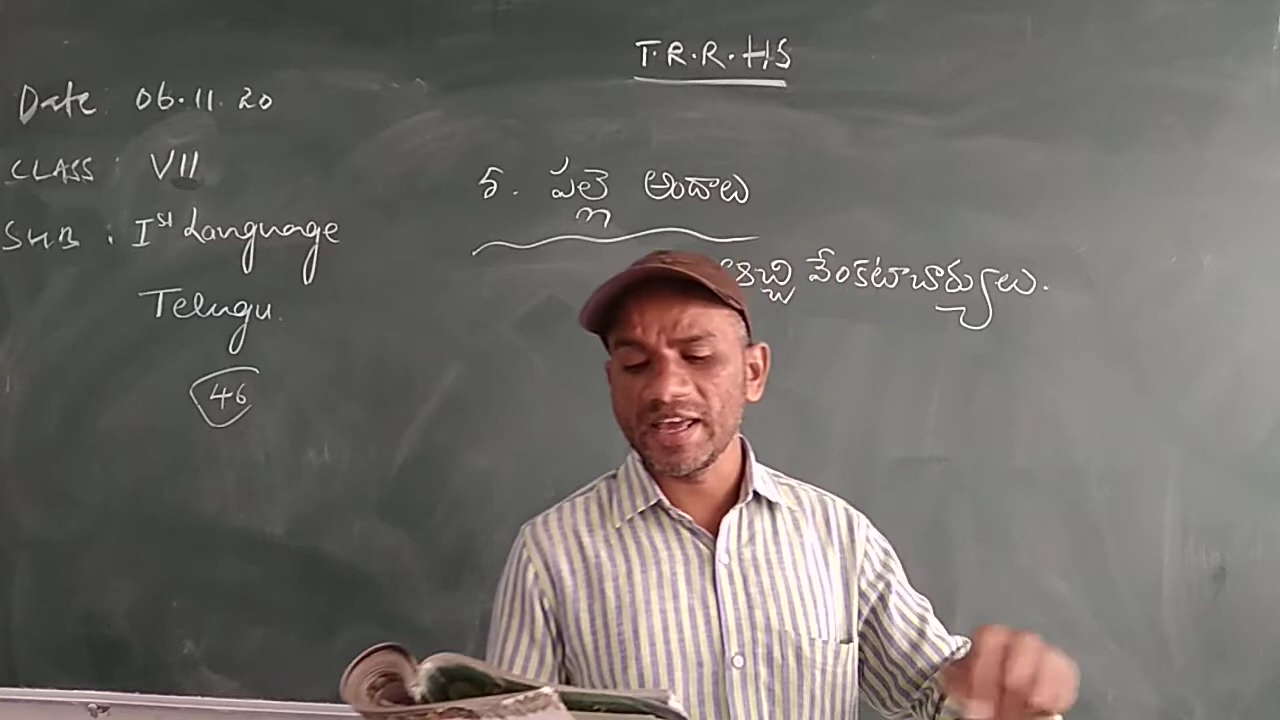 T.R.R.HS
Date: 06.11.20
CLASS: VII
SUB: Ist Language
Telugu.
46
5. పల్లె అందాలు
వేంకటాచార్యులు.